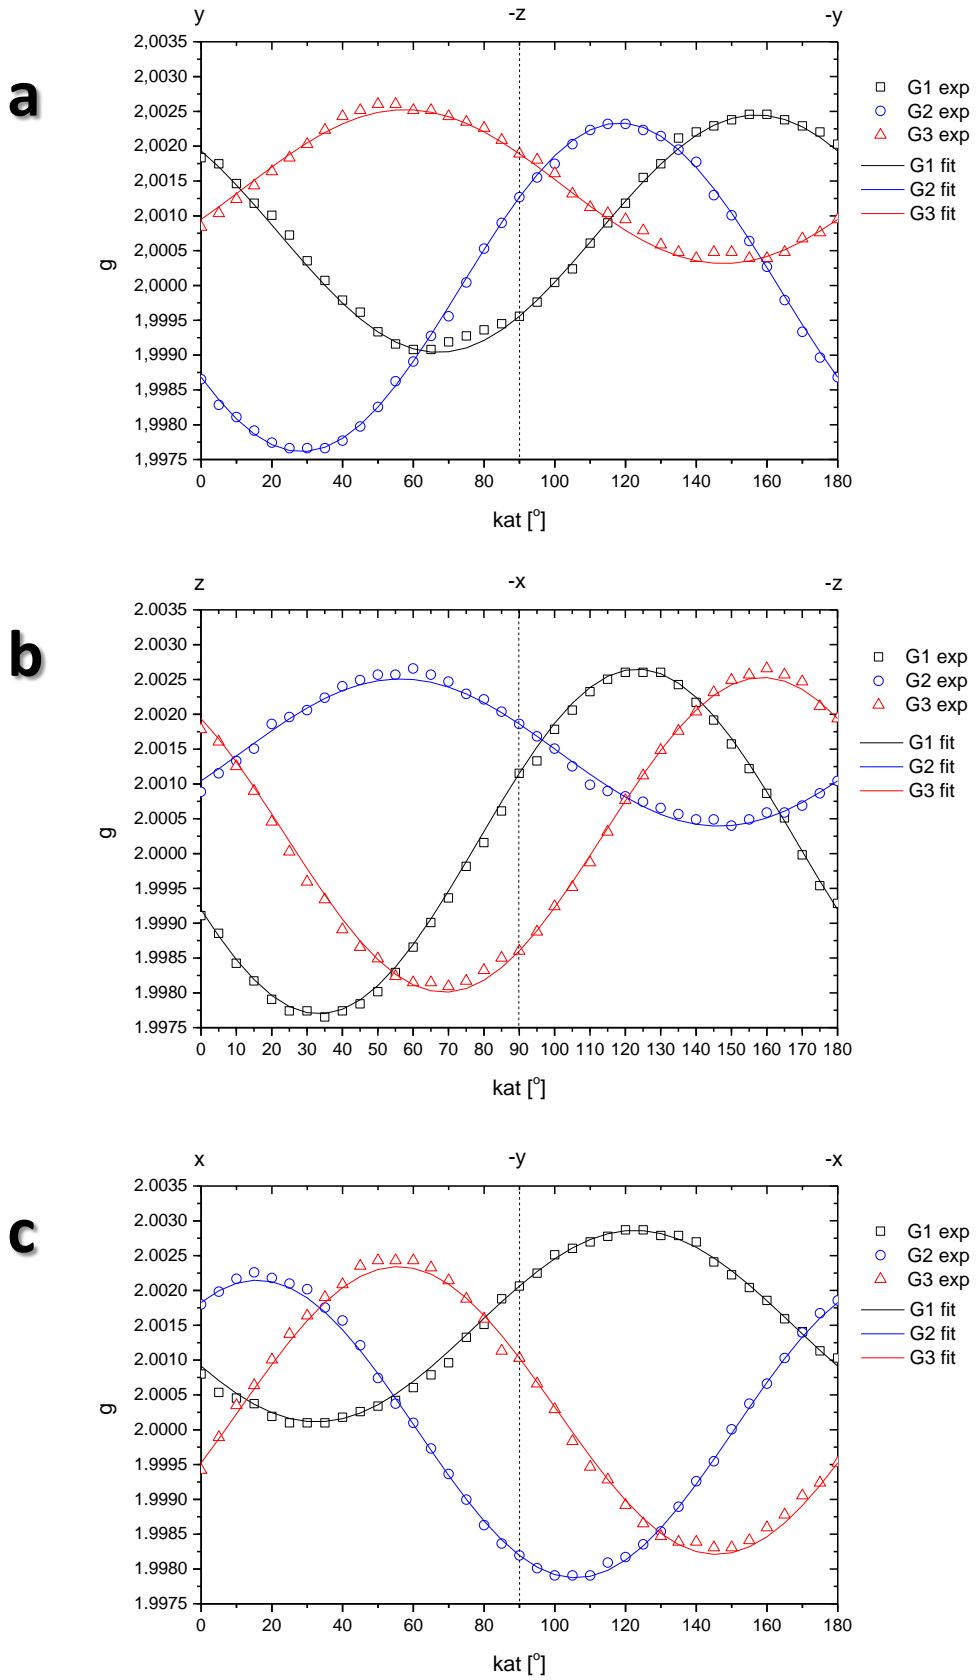 a
y -z -y
2,0035
2,0030
2,0025
2,0020
2,0015
2,0010
2,0005
2,0000
1,9995
1,9990
1,9985
1,9980
1,9975
g
0 20 40 60 80 100 120 140 160 180
kat [°]
G1 exp
G2 exp
G3 exp
G1 fit
G2 fit
G3 fit
b
z -x -z
2.0035
2.0030
2.0025
2.0020
2.0015
2.0010
2.0005
2.0000
1.9995
1.9990
1.9985
1.9980
1.9975
g
0 10 20 30 40 50 60 70 80 90 100 110 120 130 140 150 160 170 180
kat [°]
G1 exp
G2 exp
G3 exp
G1 fit
G2 fit
G3 fit
c
x -y -x
2.0035
2.0030
2.0025
2.0020
2.0015
2.0010
2.0005
2.0000
1.9995
1.9990
1.9985
1.9980
1.9975
g
0 20 40 60 80 100 120 140 160 180
kat [°]
G1 exp
G2 exp
G3 exp
G1 fit
G2 fit
G3 fit